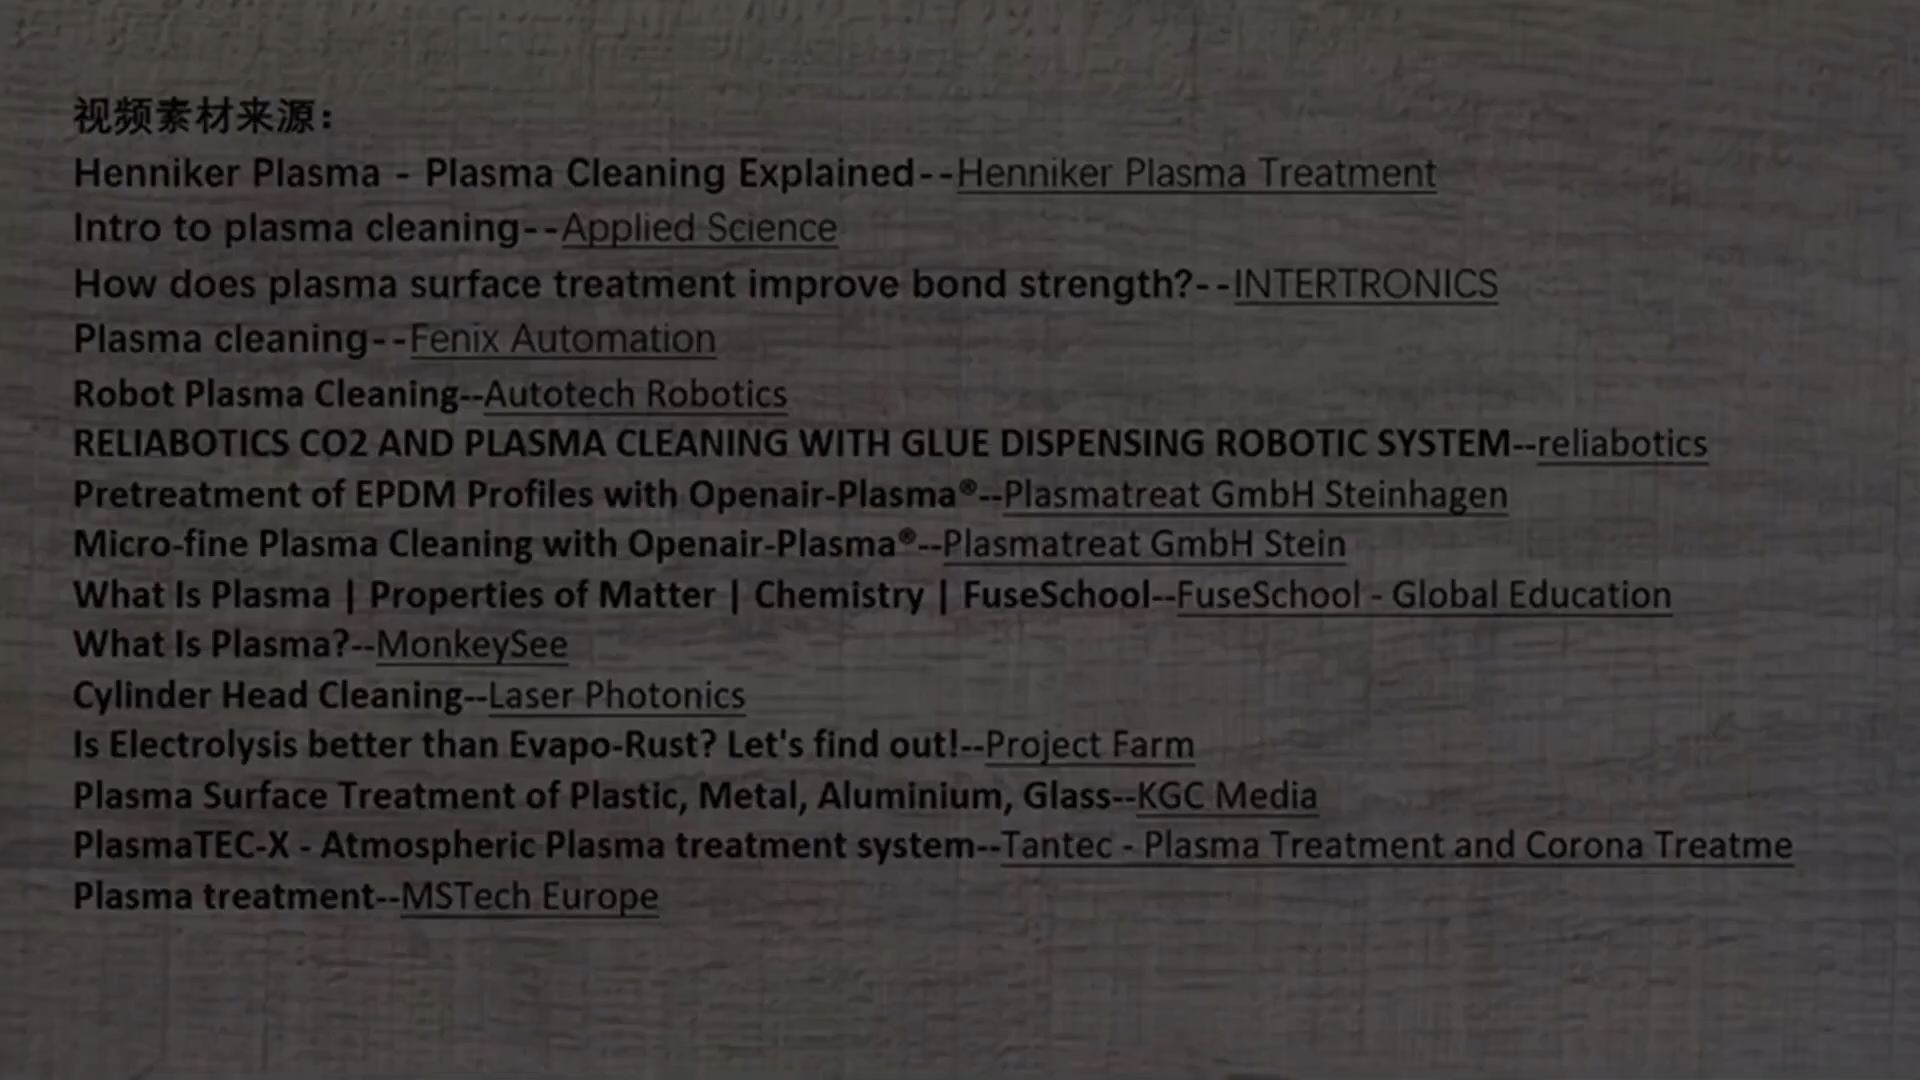 视频素材来源：
Henniker Plasma - Plasma Cleaning Explained--Henniker Plasma Treatment
Intro to plasma cleaning--Applied Science
How does plasma surface treatment improve bond strength?--INTERTRONICS
Plasma cleaning--Fenix Automation
Robot Plasma Cleaning--Autotech Robotics
RELIABOTICS CO2 AND PLASMA CLEANING WITH GLUE DISPENSING ROBOTIC SYSTEM--reliabotics
Pretreatment of EPDM Profiles with Openair-Plasma®--Plasmatreat GmbH Steinhagen
Micro-fine Plasma Cleaning with Openair-Plasma®--Plasmatreat GmbH Stein
What Is Plasma | Properties of Matter | Chemistry | FuseSchool--FuseSchool - Global Education
What Is Plasma?--MonkeySee
Cylinder Head Cleaning--Laser Photonics
Is Electrolysis better than Evapo-Rust? Let's find out!--Project Farm
Plasma Surface Treatment of Plastic, Metal, Aluminium, Glass--KGC Media
PlasmaTEC-X - Atmospheric Plasma treatment system--Tantec - Plasma Treatment and Corona Treatme
Plasma treatment--MSTech Europe